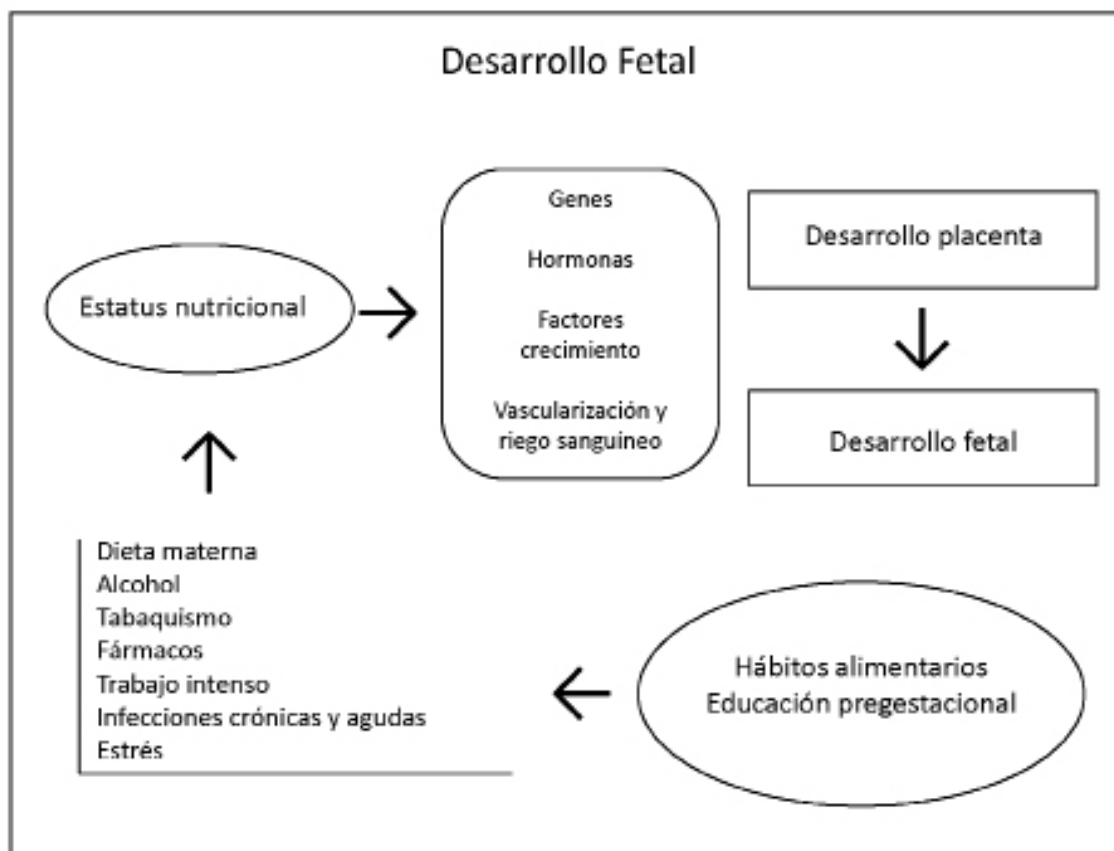 Desarrollo Fetal
Estatus nutricional
Genes
Hormonas
Factores
crecimiento
Vascularización y
riego sanguineo
Desarrollo placenta
Desarrollo fetal
Dieta materna
Alcohol
Tabaquismo
Fármacos
Trabajo intenso
Infecciones crónicas y agudas
Estrés
Hábitos alimentarios
Educación pregestacional